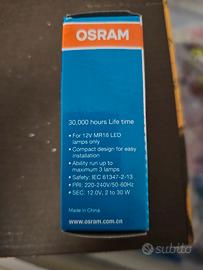 OSRAM
30,000 hours Life time
• For 12V MR16 LED
lamps only
• Compact design for easy
installation
• Ability run up to
maximum 3 lamps
• Safety: IEC 61347-2-13
• PRI: 220-240V/50-60Hz
• SEC: 12.0V, 2 to 30 W
Made in China
www.osram.com.cn
subito